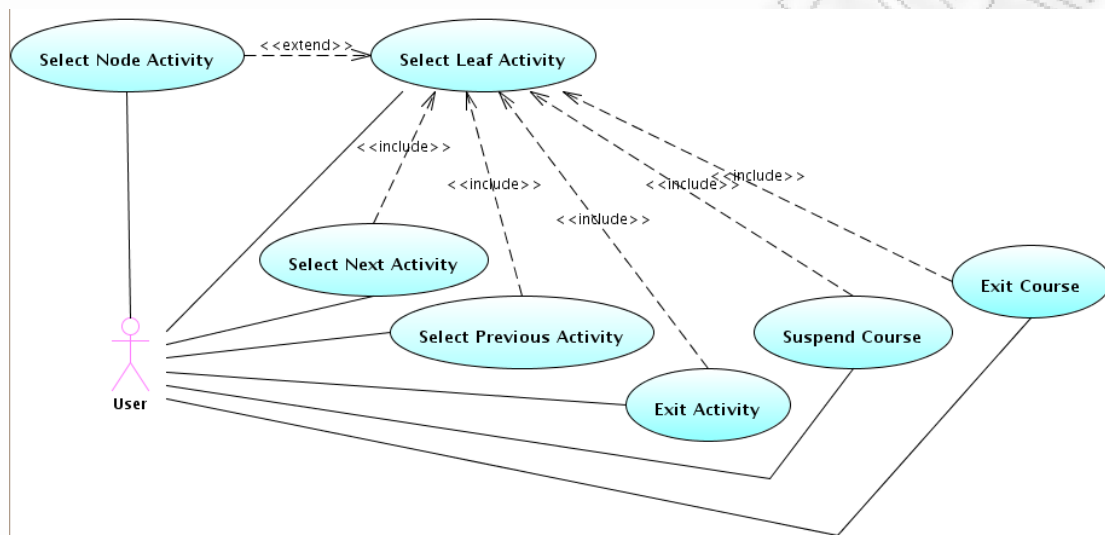 Select Node Activity
<<extend>>
Select Leaf Activity
<<include>>
<<include>>
<<include>>
<<include>>
<<include>>
Select Next Activity
Exit Course
Select Previous Activity
Suspend Course
Exit Activity
User